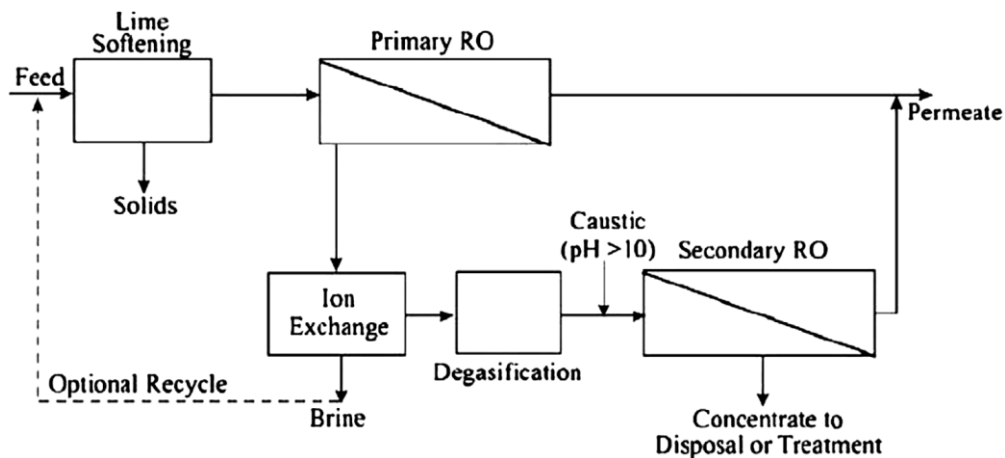 Lime
Softening
Primary RO
Feed
Permeate
Solids
Caustic
(pH >10)
Secondary RO
Ion
Exchange
Degasification
Optional Recycle
Brine
Concentrate to
Disposal or Treatment